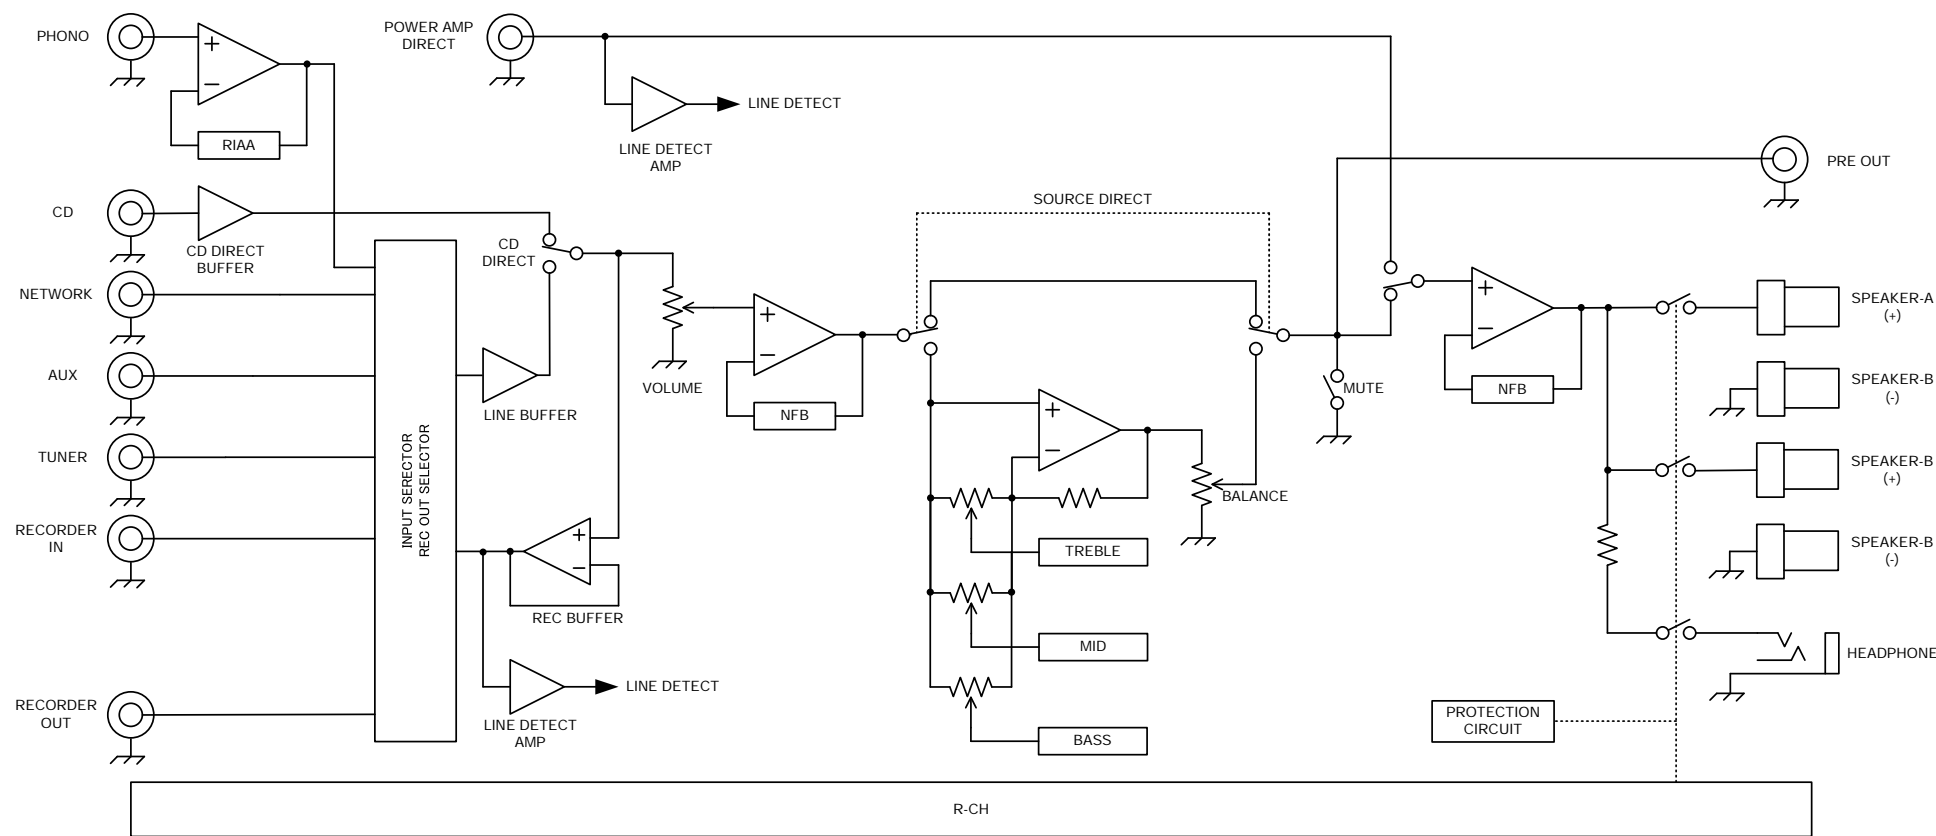 PHONO
RIAA
POWER AMP
DIRECT
LINE DETECT
LINE DETECT
AMP
PRE OUT
CD
CD DIRECT
BUFFER
CD
DIRECT
SOURCE DIRECT
NETWORK
AUX
TUNER
RECORDER
IN
RECORDER
OUT
INPUT SERECTOR
REC OUT SELECTOR
LINE BUFFER
VOLUME
NFB
REC BUFFER
LINE DETECT
LINE DETECT
AMP
BALANCE
TREBLE
MID
BASS
MUTE
NFB
SPEAKER-A
(+)
SPEAKER-B
(-)
SPEAKER-B
(+)
SPEAKER-B
(-)
HEADPHONE
PROTECTION
CIRCUIT
R-CH